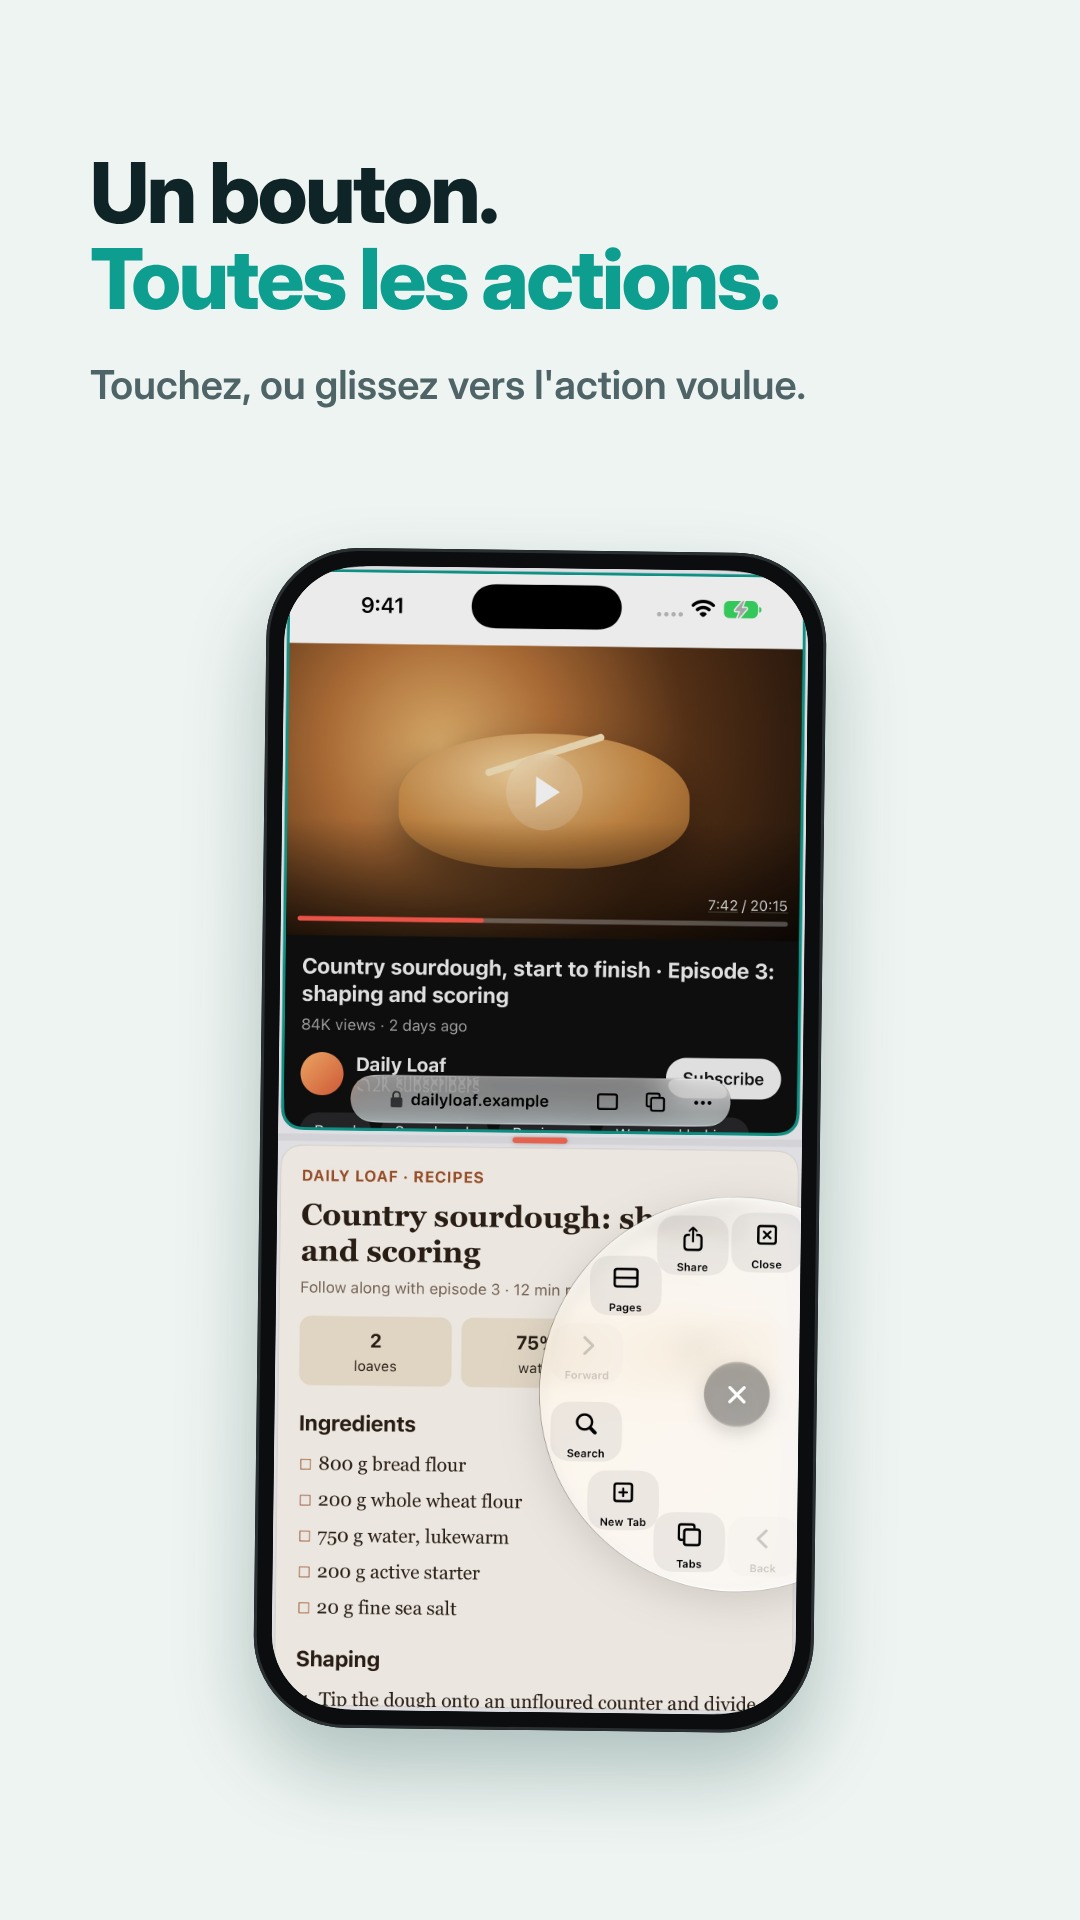 Un bouton.
Toutes les actions.
Touchez, ou glissez vers l'action voulue.
9:41
7:42 / 20:15
Country sourdough, start to finish · Episode 3:
shaping and scoring
84K views · 2 days ago
Daily Loaf
Subscribe
dailyloaf.example
DAILY LOAF · RECIPES
Country sourdough:
and scoring
Follow along with episode 3 · 12 min
Share
Close
Pages
2
loaves
75%
Forward
Search
New Tab
Tabs
Back
Ingredients
800 g bread flour
200 g whole wheat flour
750 g water, lukewarm
200 g active starter
20 g fine sea salt
Shaping
Tip the dough onto an unfloured counter and divide